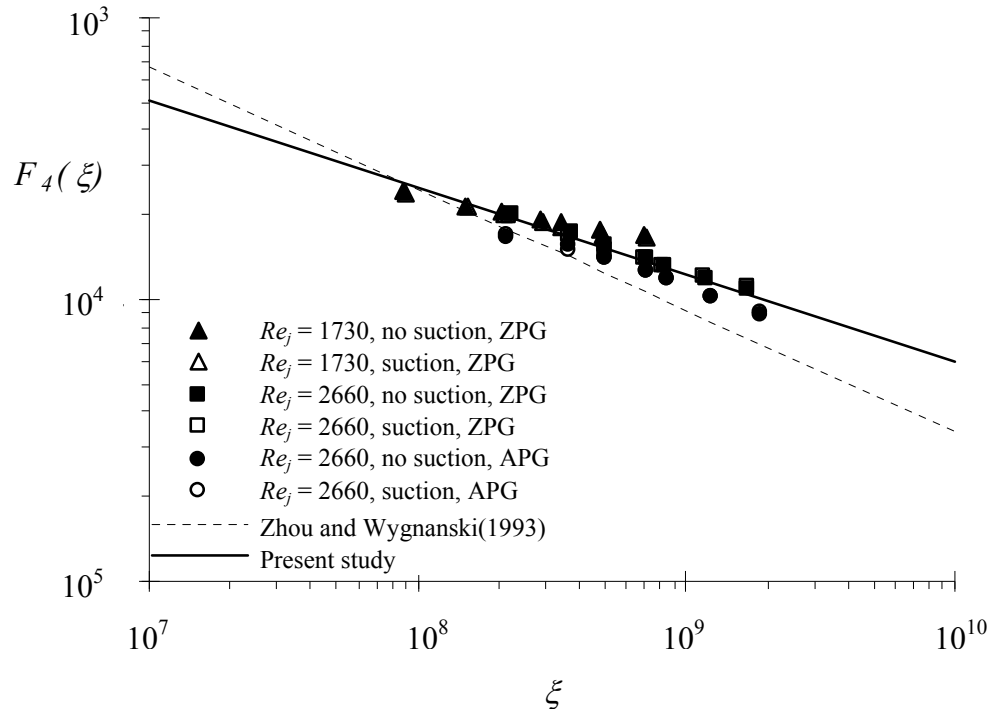 10³
F₄(ξ)
10⁴
Re_j = 1730, no suction, ZPG
Re_j = 1730, suction, ZPG
Re_j = 2660, no suction, ZPG
Re_j = 2660, suction, ZPG
Re_j = 2660, no suction, APG
Re_j = 2660, suction, APG
Zhou and Wygnanski(1993)
Present study
10⁵
10⁷ 10⁸ 10⁹ 10¹⁰
ξ